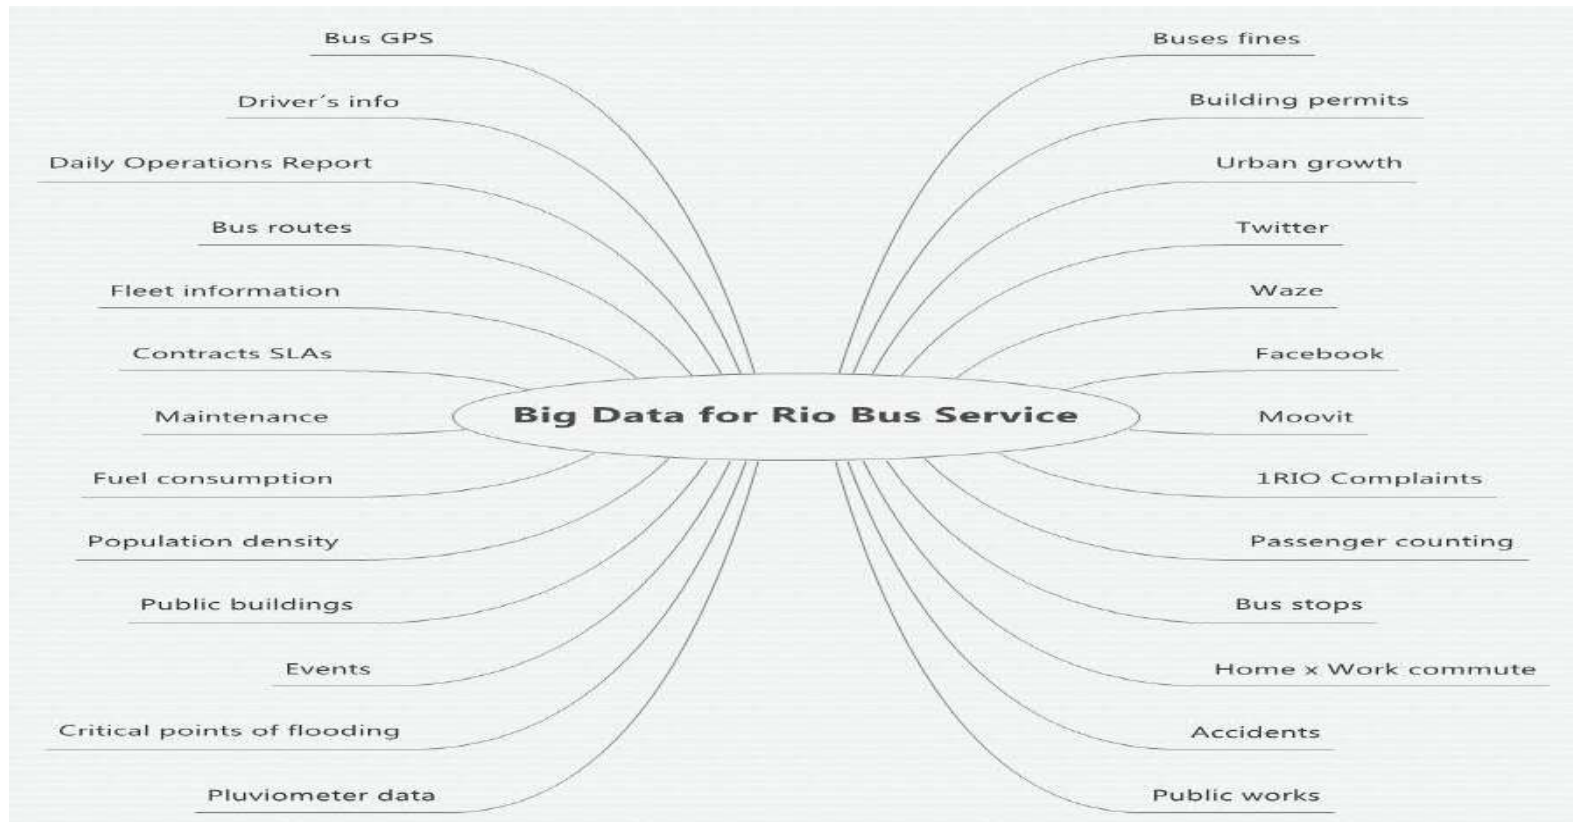 Bus GPS
Driver´s info
Daily Operations Report
Bus routes
Fleet information
Contracts SLAs
Maintenance
Fuel consumption
Population density
Public buildings
Events
Critical points of flooding
Pluviometer data
Big Data for Rio Bus Service
Buses fines
Building permits
Urban growth
Twitter
Waze
Facebook
Moovit
1RIO Complaints
Passenger counting
Bus stops
Home x Work commute
Accidents
Public works